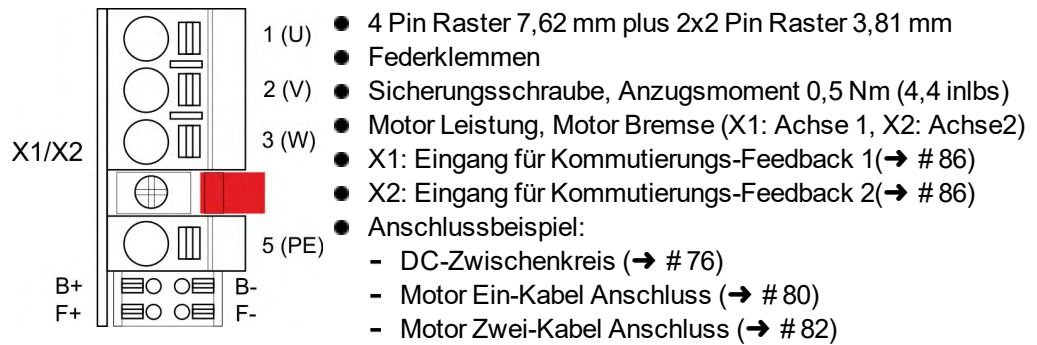 1 (U)
2 (V)
3 (W)
X1/X2
5 (PE)
B+
B-
F+
F-
● 4 Pin Raster 7,62 mm plus 2x2 Pin Raster 3,81 mm
● Federklemmen
● Sicherungsschraube, Anzugsmoment 0,5 Nm (4,4 inlbs)
● Motor Leistung, Motor Bremse (X1: Achse 1, X2: Achse2)
● X1: Eingang für Kommutierungs-Feedback 1(➜ # 86)
● X2: Eingang für Kommutierungs-Feedback 2(➜ # 86)
● Anschlussbeispiel:
- DC-Zwischenkreis (➜ # 76)
- Motor Ein-Kabel Anschluss (➜ # 80)
- Motor Zwei-Kabel Anschluss (➜ # 82)